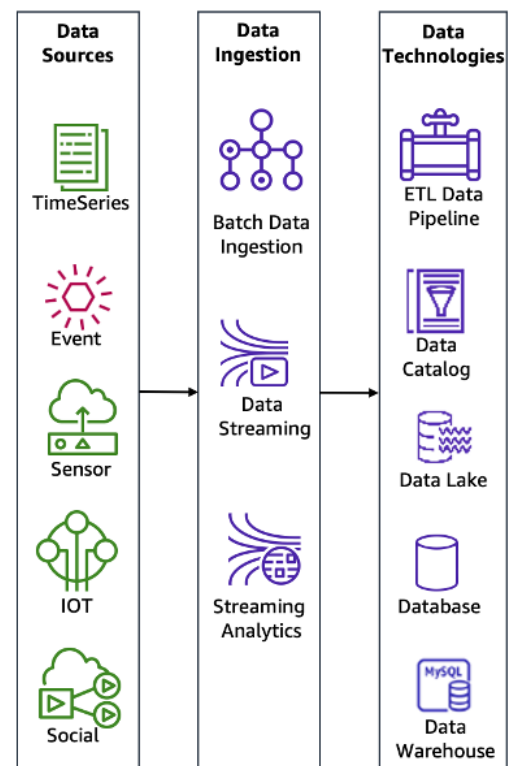 Data
Sources
TimeSeries
Event
Sensor
IOT
Social
Data
Ingestion
Batch Data
Ingestion
Data
Streaming
Streaming
Analytics
Data
Technologies
ETL Data
Pipeline
Data
Catalog
Data Lake
Database
MySQL
Data
Warehouse